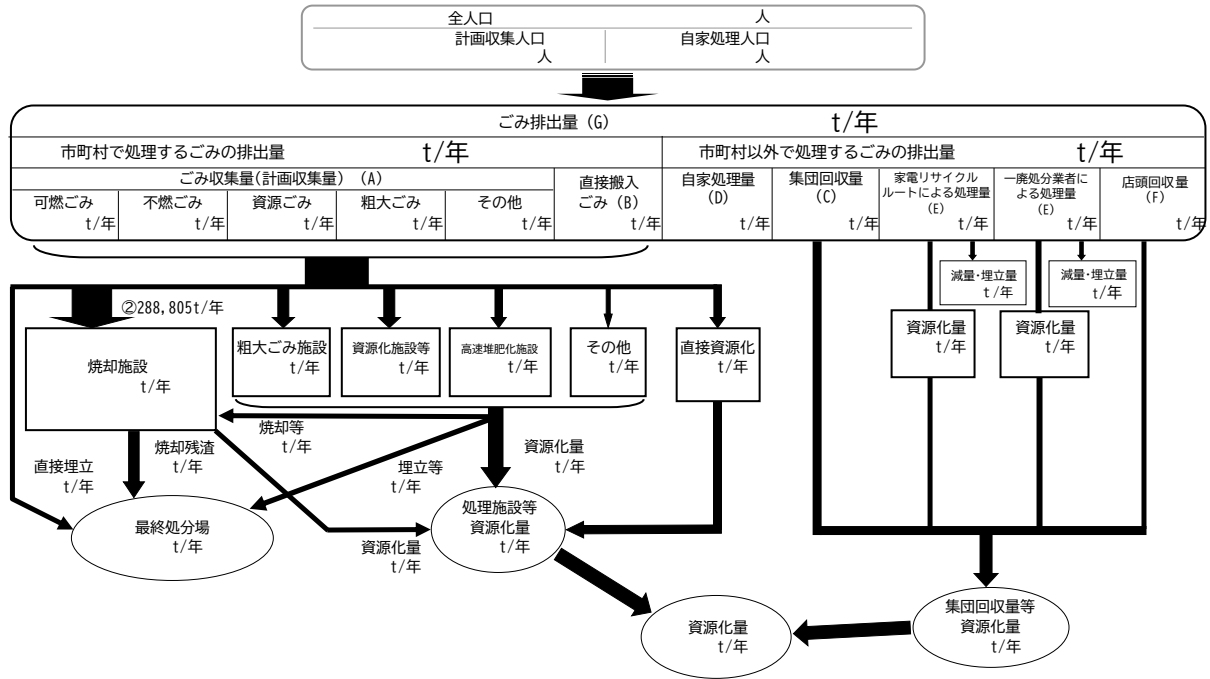 全人口 人
計画収集人口 自家処理人口
人 人
ごみ排出量（G） t/年
市町村で処理するごみの排出量 t/年 市町村以外で処理するごみの排出量 t/年
ごみ収集量(計画収集量)（A）
可燃ごみ
t/年
不燃ごみ
t/年
資源ごみ
t/年
粗大ごみ
t/年
その他
t/年
直接搬入
ごみ（B）
t/年
自家処理量
（D）
t/年
集団回収量
（C）
t/年
家電リサイクル
ルートによる処理量
（E）
t/年
一廃処分業者に
よる処理量
（E）
t/年
店頭回収量
（F）
t/年
減量･埋立量
t/年
減量･埋立量
t/年
②288,805t/年
資源化量
t/年
資源化量
t/年
焼却施設
t/年
粗大ごみ施設
t/年
資源化施設等
t/年
高速堆肥化施設
t/年
その他
t/年
直接資源化
t/年
焼却等
t/年
焼却残渣
t/年
資源化量
t/年
直接埋立
t/年
埋立等
t/年
最終処分場
t/年
処理施設等
資源化量
t/年
資源化量
t/年
集団回収量等
資源化量
t/年
資源化量
t/年